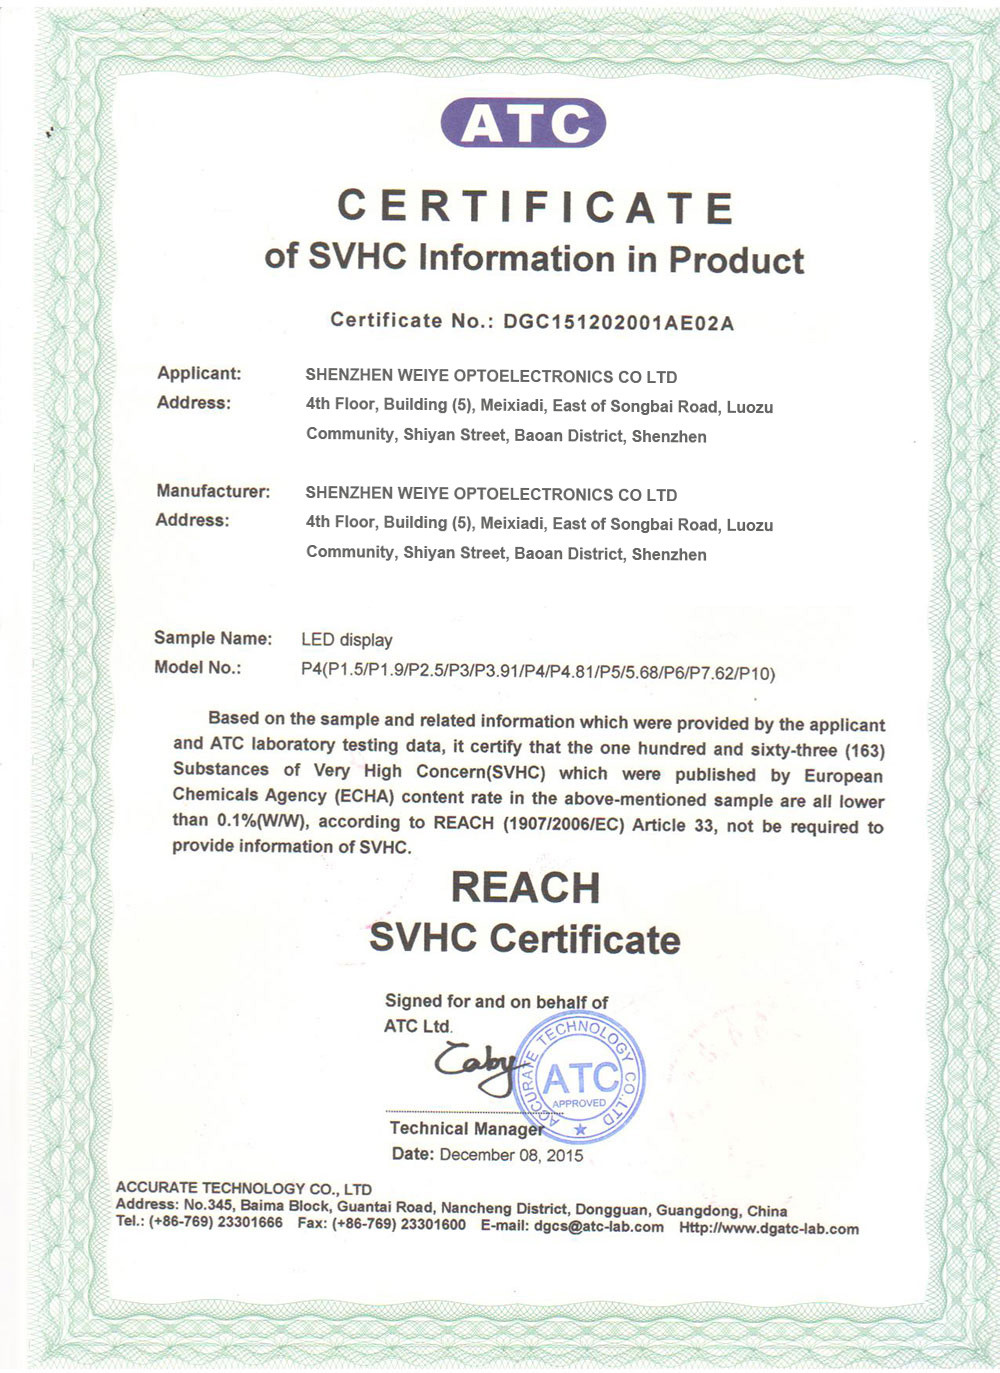 ATC
CERTIFICATE
of SVHC Information in Product
Certificate No.: DGC151202001AE02A
Applicant: SHENZHEN WEIYE OPTOELECTRONICS CO LTD
Address: 4th Floor, Building (5), Meixiadi, East of Songbai Road, Luozu
Community, Shiyan Street, Baoan District, Shenzhen
Manufacturer: SHENZHEN WEIYE OPTOELECTRONICS CO LTD
Address: 4th Floor, Building (5), Meixiadi, East of Songbai Road, Luozu
Community, Shiyan Street, Baoan District, Shenzhen
Sample Name: LED display
Model No.: P4(P1.5/P1.9/P2.5/P3/P3.91/P4/P4.81/P5/5.68/P6/P7.62/P10)
Based on the sample and related information which were provided by the applicant
and ATC laboratory testing data, it certify that the one hundred and sixty-three (163)
Substances of Very High Concern(SVHC) which were published by European
Chemicals Agency (ECHA) content rate in the above-mentioned sample are all lower
than 0.1%(W/W), according to REACH (1907/2006/EC) Article 33, not be required to
provide information of SVHC.
REACH
SVHC Certificate
Signed for and on behalf of
ATC Ltd.
ACCURATE TECHNOLOGY CO.,LTD
ATC
APPROVED
Technical Manager
Date: December 08, 2015
ACCURATE TECHNOLOGY CO., LTD
Address: No.345, Baima Block, Guantai Road, Nancheng District, Dongguan, Guangdong, China
Tel.: (+86-769) 23301666 Fax: (+86-769) 23301600 E-mail: dgcs@atc-lab.com Http://www.dgatc-lab.com